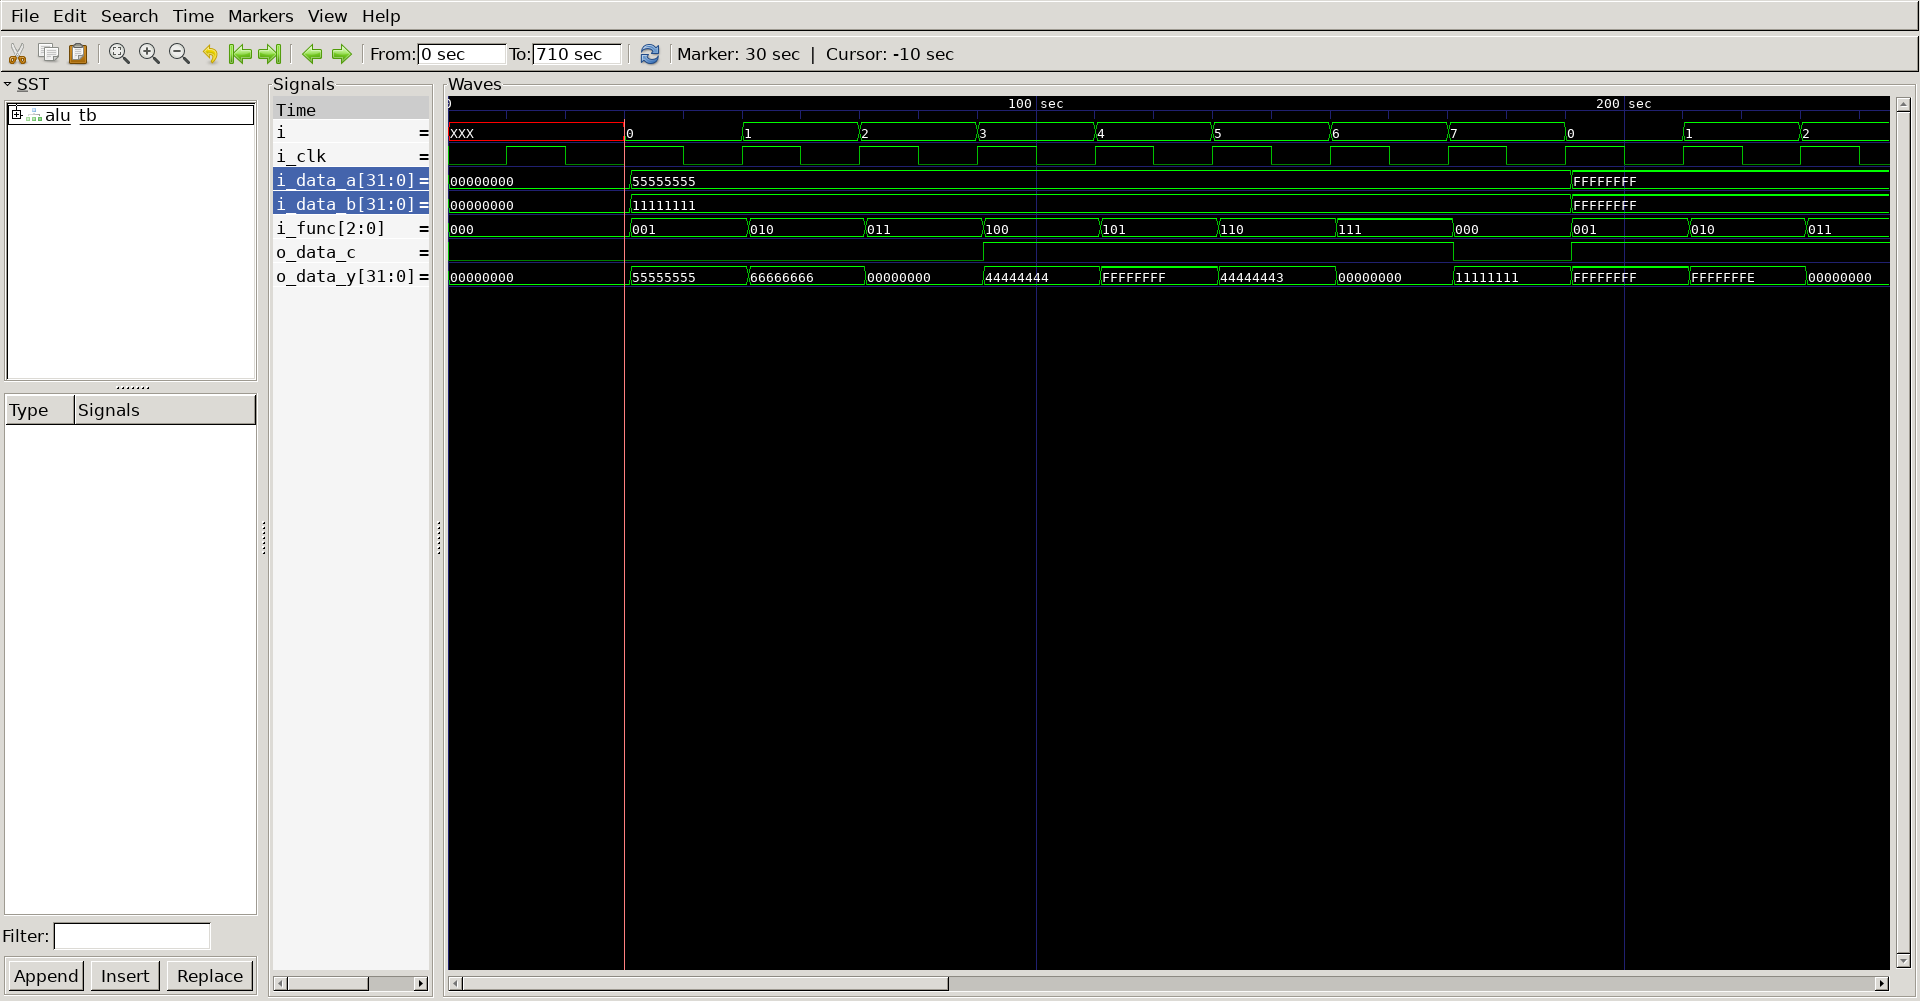 File Edit Search Time Markers View Help
From: 0 sec To: 710 sec Marker: 30 sec | Cursor: -10 sec
SST
alu_tb
Type Signals
Filter:
Append Insert Replace
Signals
Time
i =
i_clk =
i_data_a[31:0] =
i_data_b[31:0] =
i_func[2:0] =
o_data_c =
o_data_y[31:0] =
Waves
0 100 sec 200 sec
XXX 0 1 2 3 4 5 6 7 0 1 2
00000000 55555555 FFFFFFFF
00000000 11111111 FFFFFFFF
000 001 010 011 100 101 110 111 000 001 010 011
00000000 55555555 66666666 00000000 44444444 FFFFFFFF 44444443 00000000 11111111 FFFFFFFF FFFFFFFE 00000000